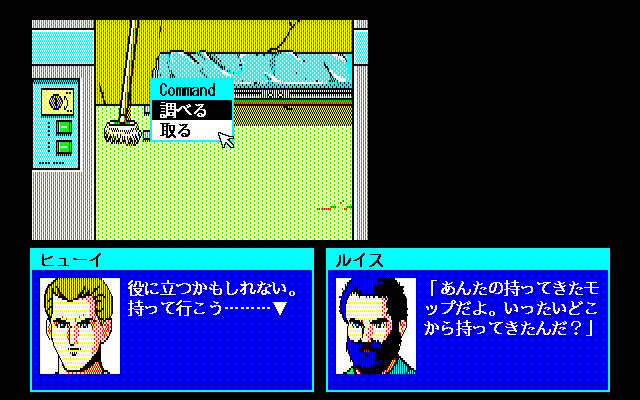 Command
調べる
取る
ヒューイ
役に立つかもしれない。
持って行こう………▼
ルイス
「あんたの持ってきたモ
ップだよ。いったいどこ
から持ってきたんだ？」